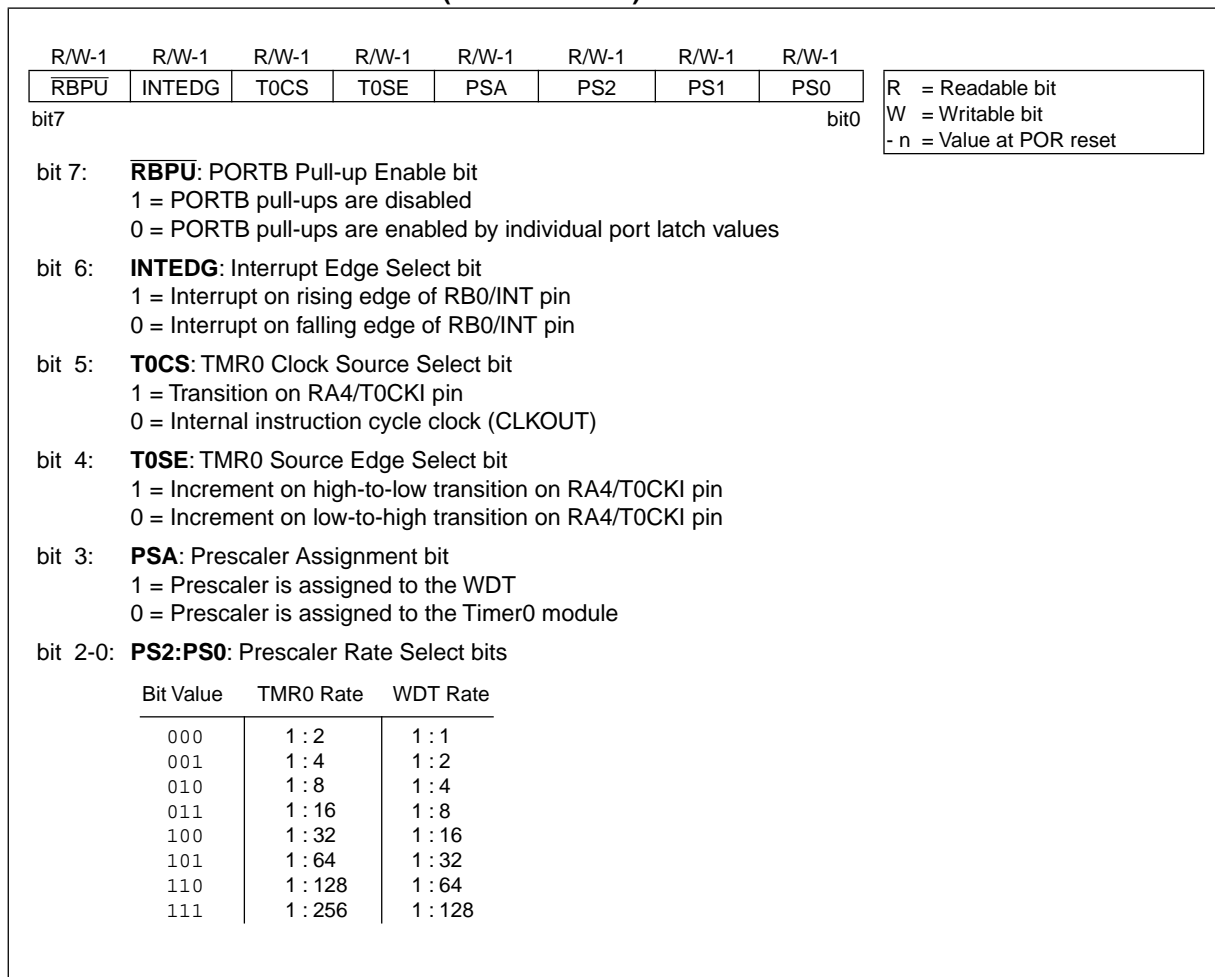 R/W-1 R/W-1 R/W-1 R/W-1 R/W-1 R/W-1 R/W-1 R/W-1
RBPU INTEDG T0CS T0SE PSA PS2 PS1 PS0
bit7 bit0
R = Readable bit
W = Writable bit
- n = Value at POR reset
bit 7: RBPU: PORTB Pull-up Enable bit
1 = PORTB pull-ups are disabled
0 = PORTB pull-ups are enabled by individual port latch values
bit 6: INTEDG: Interrupt Edge Select bit
1 = Interrupt on rising edge of RB0/INT pin
0 = Interrupt on falling edge of RB0/INT pin
bit 5: T0CS: TMR0 Clock Source Select bit
1 = Transition on RA4/T0CKI pin
0 = Internal instruction cycle clock (CLKOUT)
bit 4: T0SE: TMR0 Source Edge Select bit
1 = Increment on high-to-low transition on RA4/T0CKI pin
0 = Increment on low-to-high transition on RA4/T0CKI pin
bit 3: PSA: Prescaler Assignment bit
1 = Prescaler is assigned to the WDT
0 = Prescaler is assigned to the Timer0 module
bit 2-0: PS2:PS0: Prescaler Rate Select bits
Bit Value TMR0 Rate WDT Rate
000 1 : 2 1 : 1
001 1 : 4 1 : 2
010 1 : 8 1 : 4
011 1 : 16 1 : 8
100 1 : 32 1 : 16
101 1 : 64 1 : 32
110 1 : 128 1 : 64
111 1 : 256 1 : 128